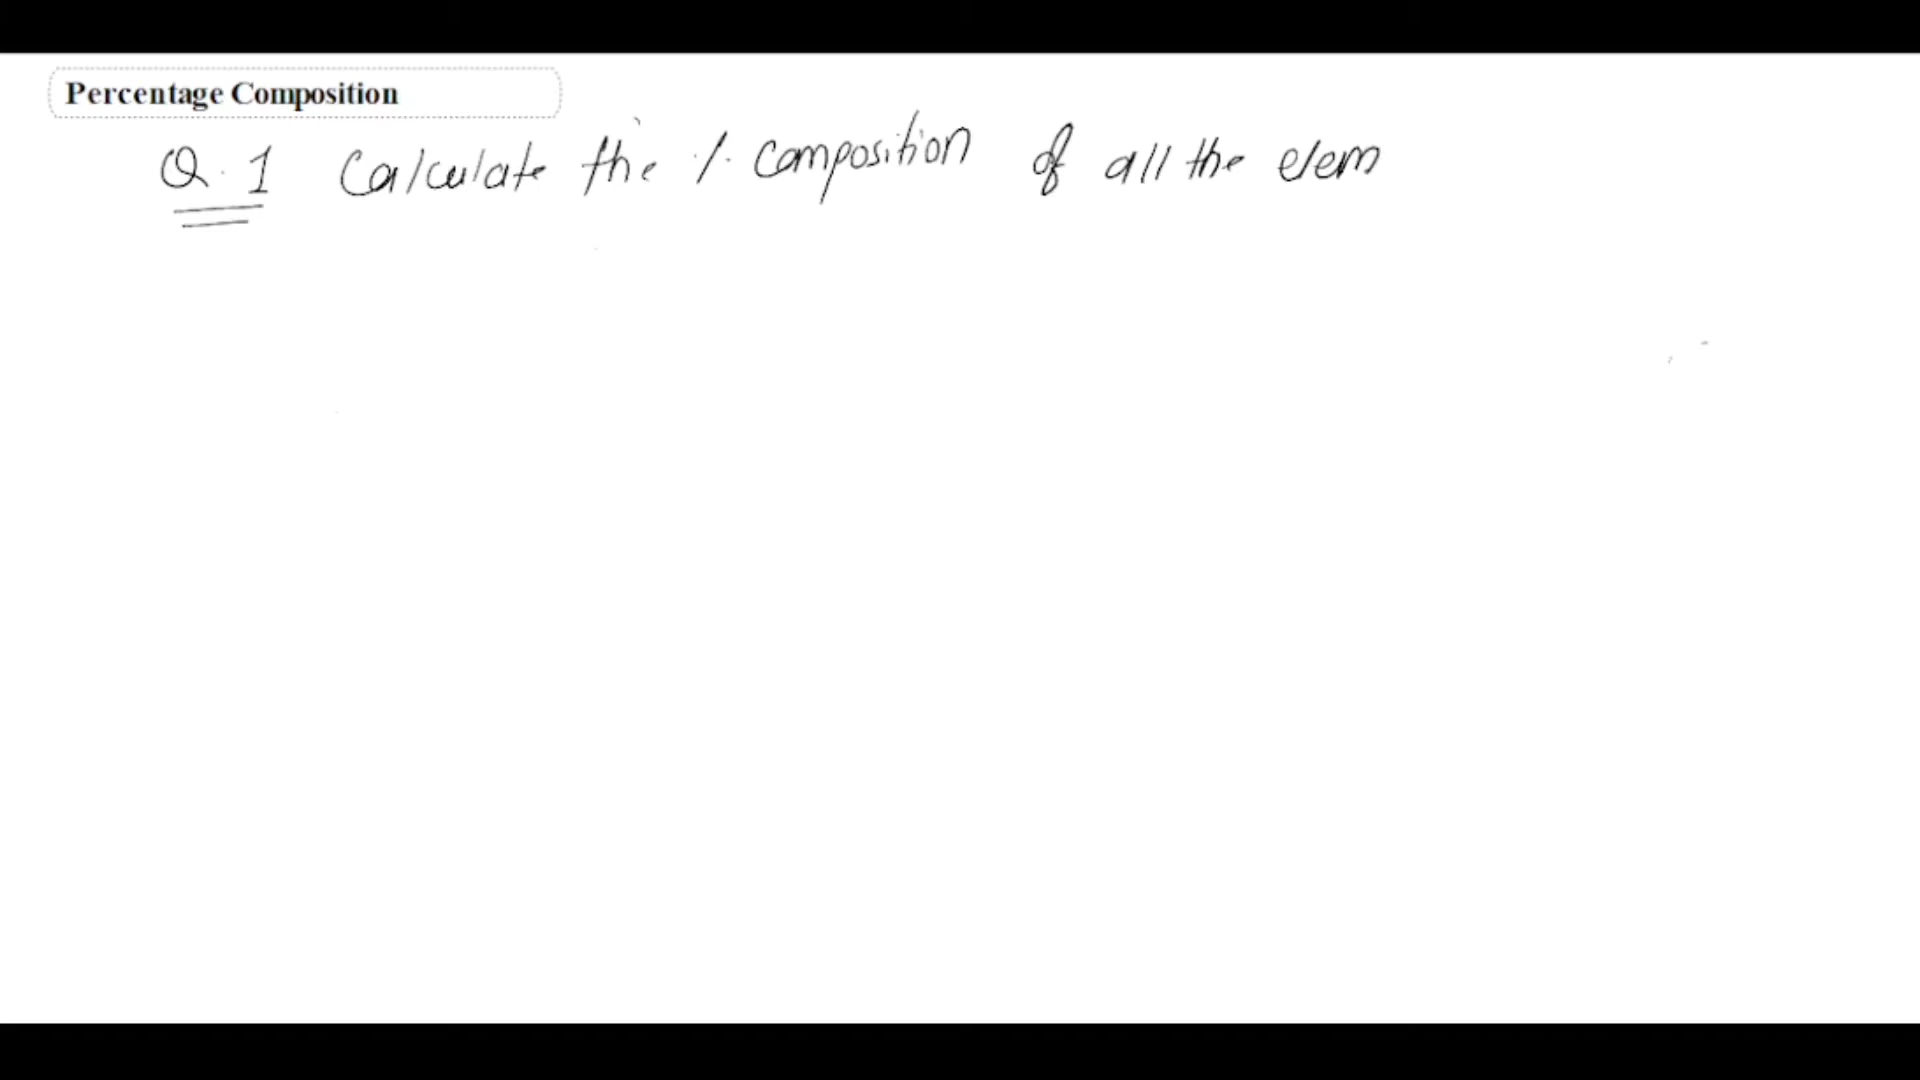 Percentage Composition
Q.1 Calculate the % composition of all the elem